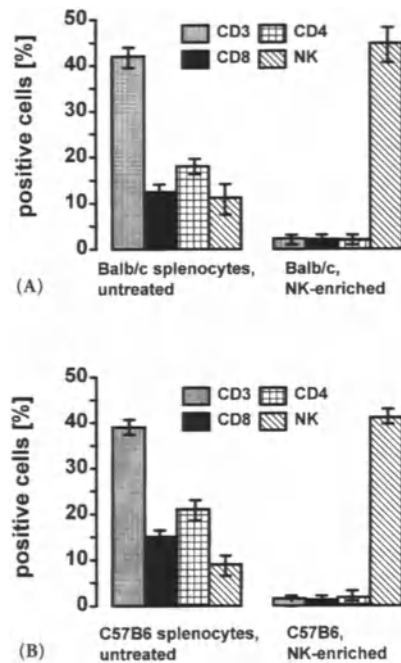 positive cells [%]
50
40
30
20
10
0
CD3
CD4
CD8
NK
Balb/c splenocytes,
untreated
Balb/c,
NK-enriched
(A)
positive cells [%]
50
40
30
20
10
0
CD3
CD4
CD8
NK
C57B6 splenocytes,
untreated
C57B6,
NK-enriched
(B)